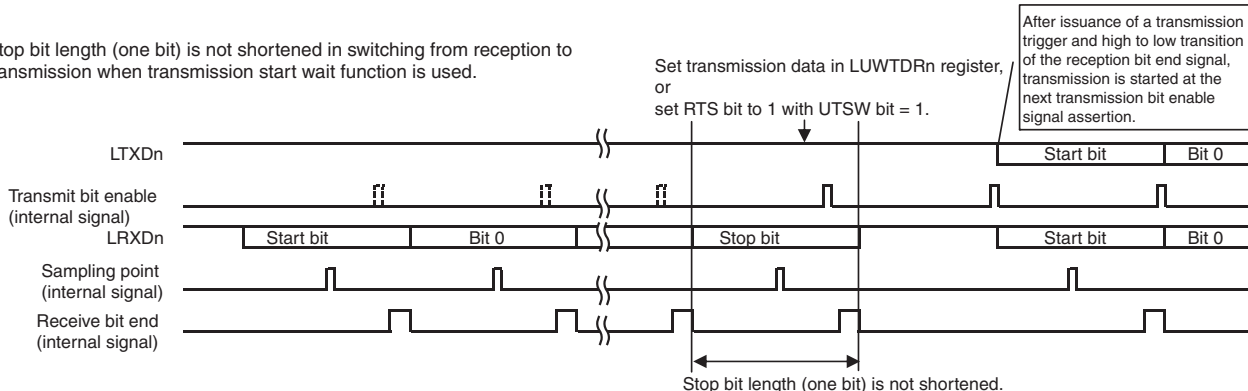 top bit length (one bit) is not shortened in switching from reception to
ansmission when transmission start wait function is used.
Set transmission data in LUWTDRn register,
or
set RTS bit to 1 with UTSW bit = 1.
After issuance of a transmission
trigger and high to low transition
of the reception bit end signal,
transmission is started at the
next transmission bit enable
signal assertion.
LTXDn
Start bit
Bit 0
Transmit bit enable
(internal signal)
LRXDn
Start bit
Bit 0
Stop bit
Start bit
Bit 0
Sampling point
(internal signal)
Receive bit end
(internal signal)
Stop bit length (one bit) is not shortened.